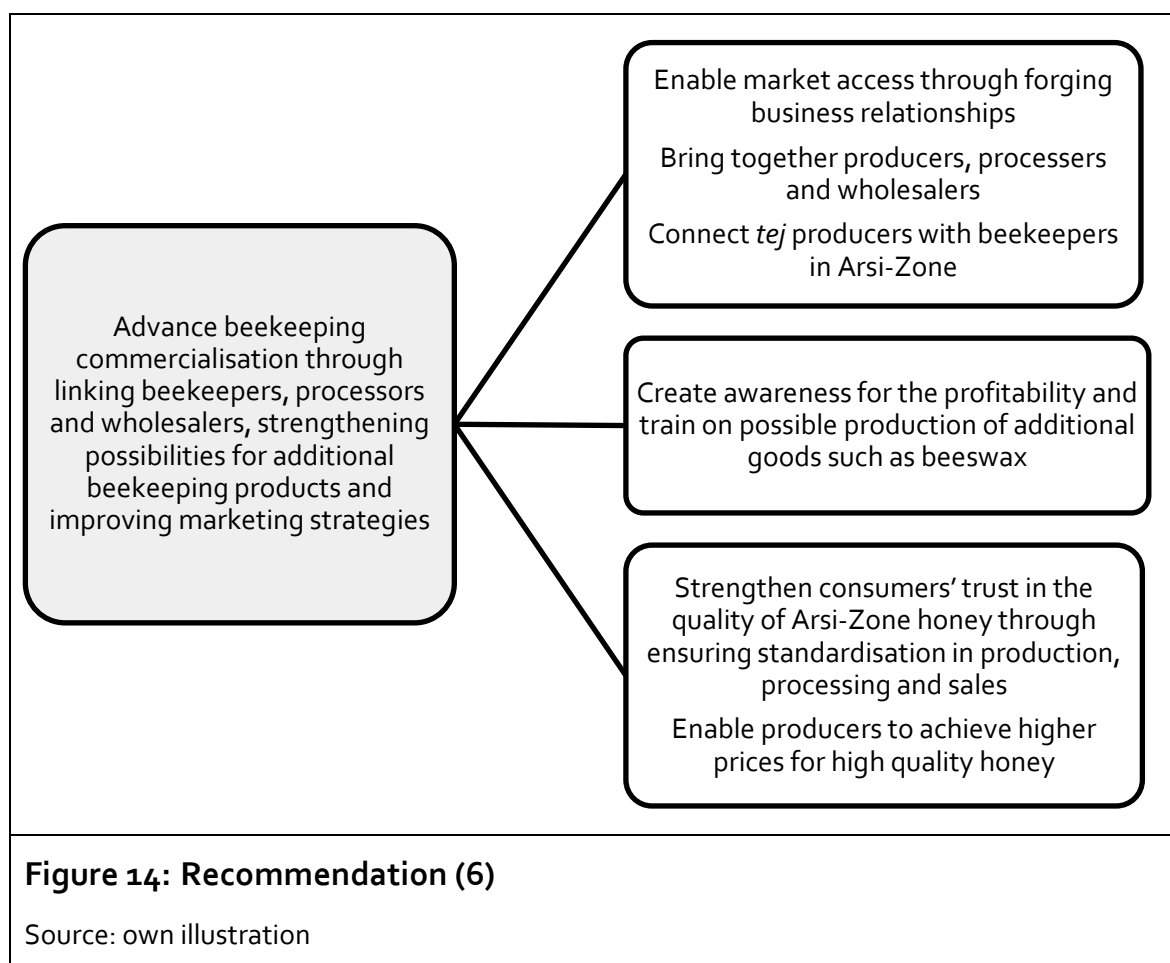 Advance beekeeping
commercialisation through
linking beekeepers, processors
and wholesalers, strengthening
possibilities for additional
beekeeping products and
improving marketing strategies
Enable market access through forging
business relationships
Bring together producers, processers
and wholesalers
Connect tej producers with beekeepers
in Arsi-Zone
Create awareness for the profitability and
train on possible production of additional
goods such as beeswax
Strengthen consumers’ trust in the
quality of Arsi-Zone honey through
ensuring standardisation in production,
processing and sales
Enable producers to achieve higher
prices for high quality honey
Figure 14: Recommendation (6)
Source: own illustration